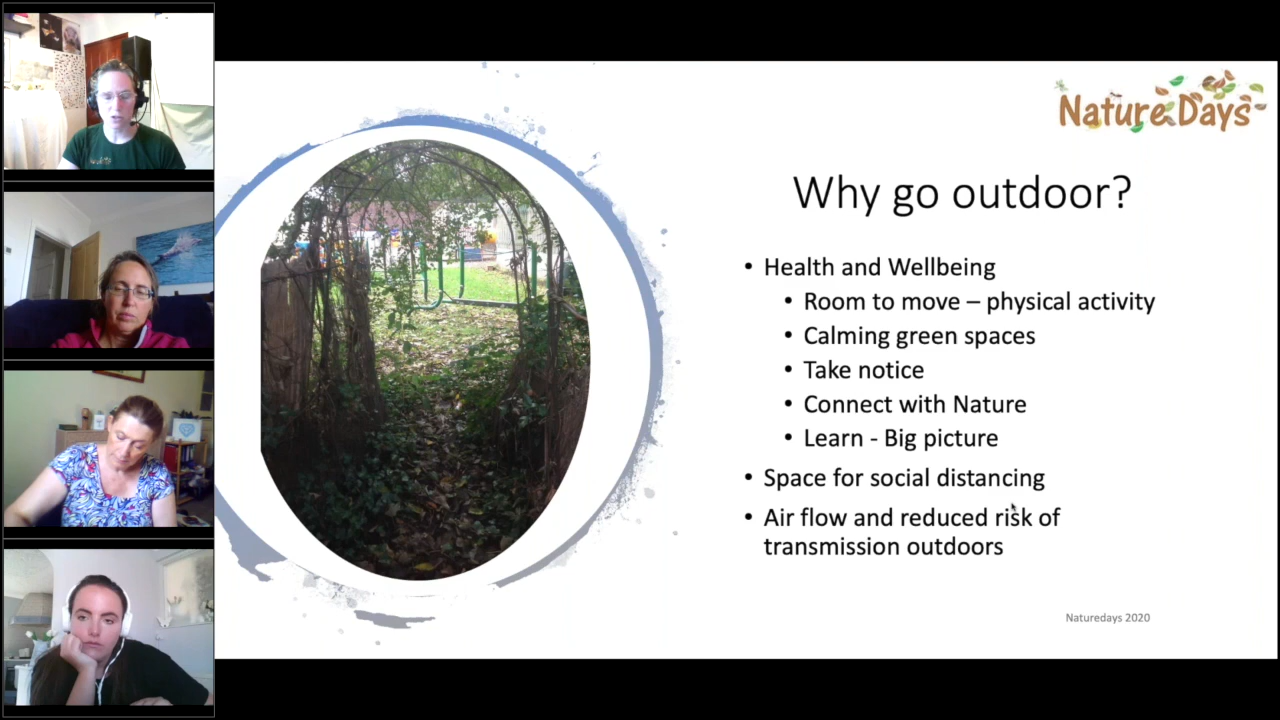 Nature Days
Why go outdoor?
• Health and Wellbeing
• Room to move – physical activity
• Calming green spaces
• Take notice
• Connect with Nature
• Learn - Big picture
• Space for social distancing
• Air flow and reduced risk of
transmission outdoors
Naturedays 2020